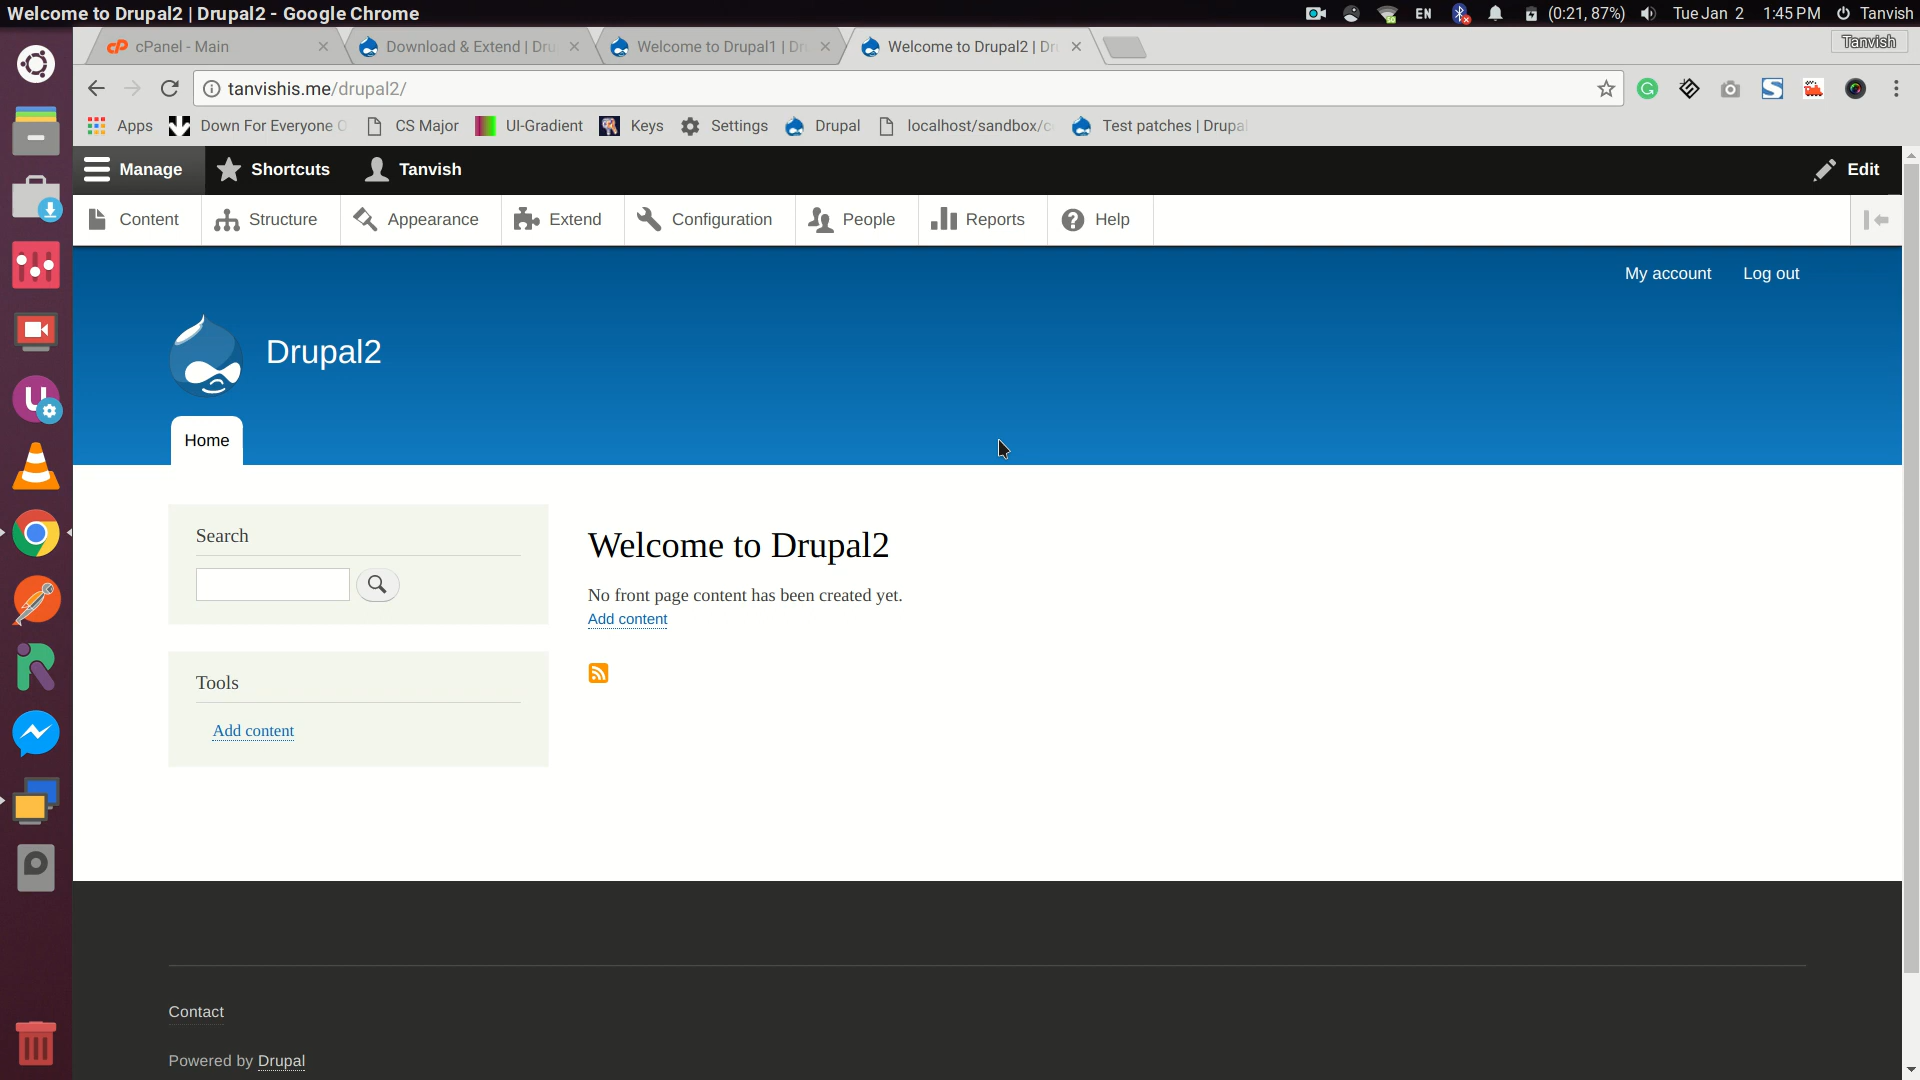 Welcome to Drupal2 | Drupal2 - Google Chrome
EN
(0:21, 87%)
Tue Jan 2
1:45 PM
Tanvish
cPanel - Main
Download & Extend | Dru
Welcome to Drupal1 | Dr
Welcome to Drupal2 | Dr
Tanvish
tanvishis.me/drupal2/
Apps
Down For Everyone O
CS Major
UI-Gradient
Keys
Settings
Drupal
localhost/sandbox/c
Test patches | Drupal
Manage
Shortcuts
Tanvish
Edit
Content
Structure
Appearance
Extend
Configuration
People
Reports
Help
My account
Log out
Drupal2
Home
Search
Welcome to Drupal2
No front page content has been created yet.
Add content
Tools
Add content
Contact
Powered by Drupal